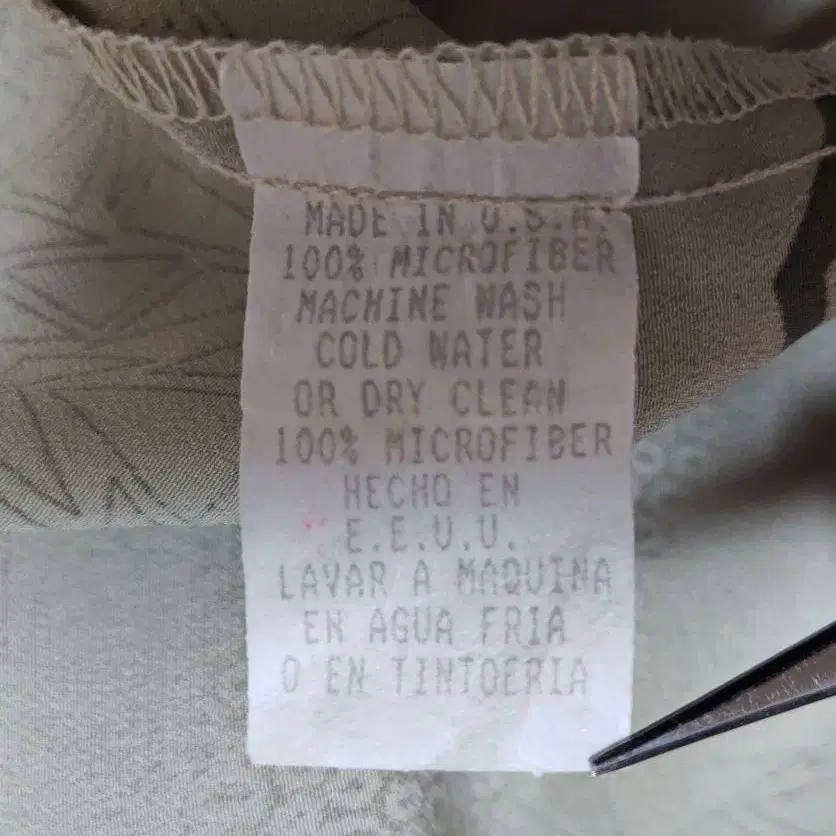 MADE IN U.S.A.
100% MICROFIBER
MACHINE WASH
COLD WATER
OR DRY CLEAN
100% MICROFIBER
HECHO EN
E.E.U.U.
LAVAR A MAQUINA
EN AGUA FRIA
O EN TINTOERIA